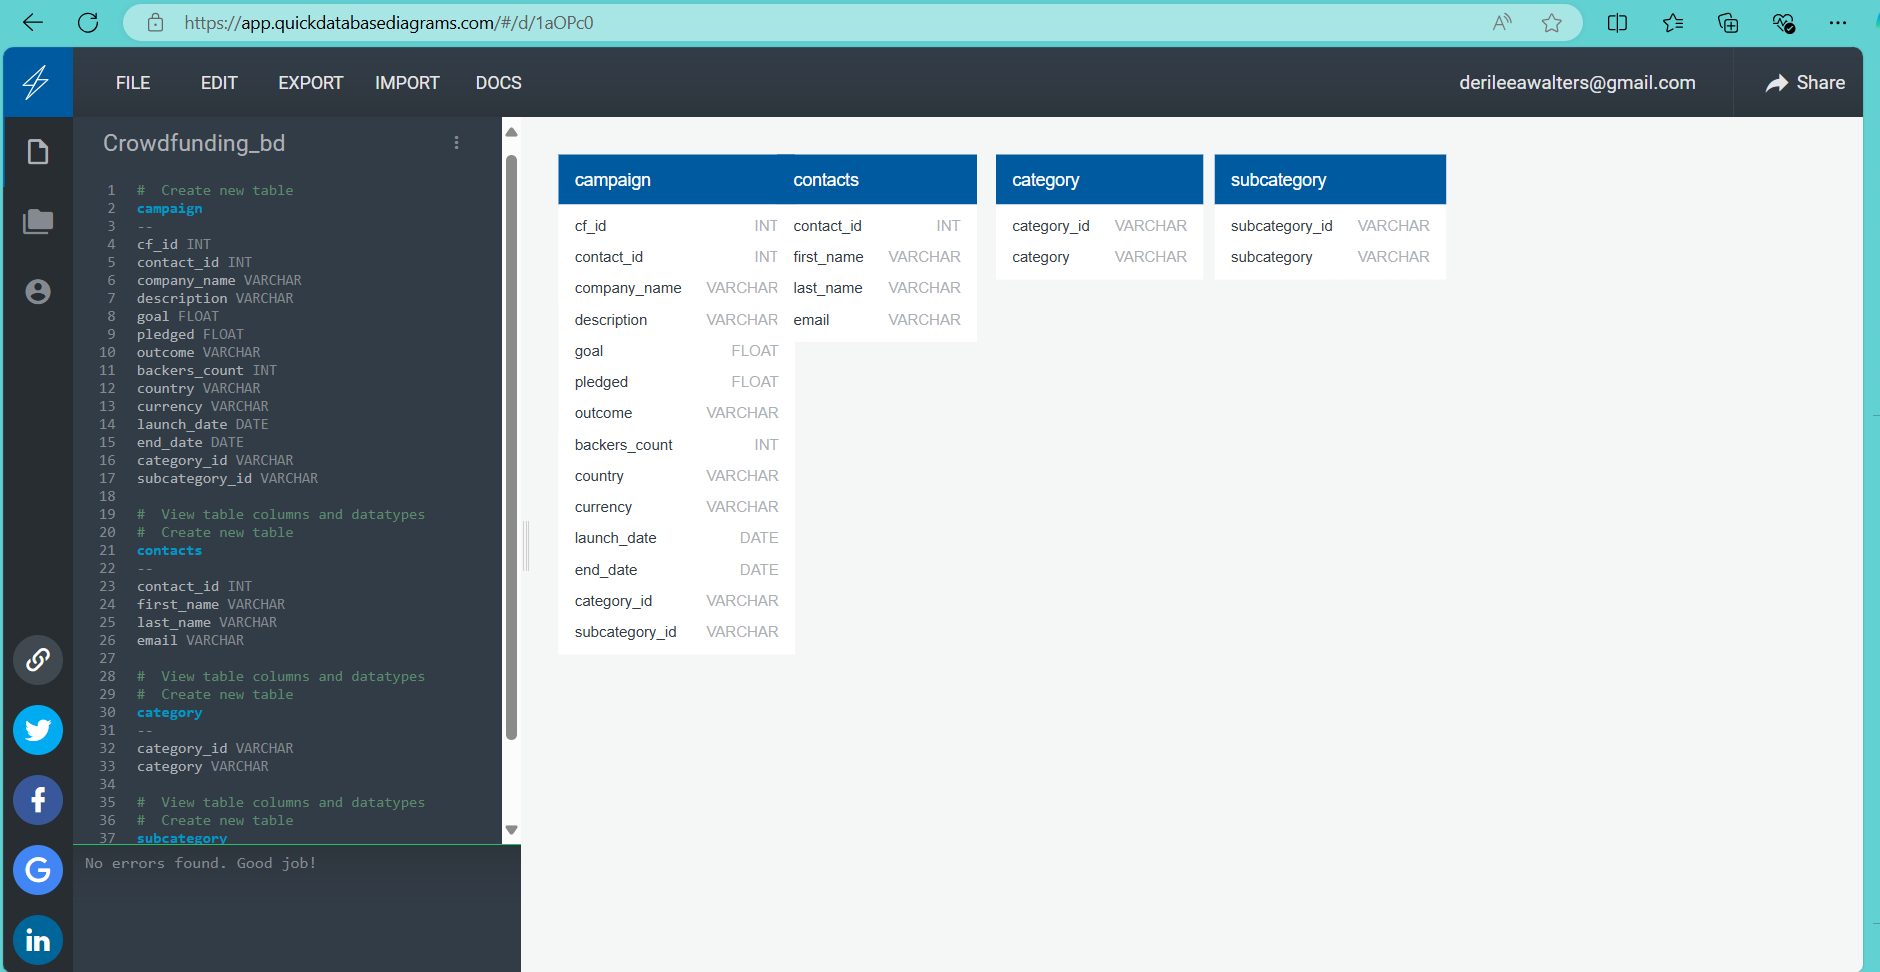 https://app.quickdatabasediagrams.com/#/d/1aOPc0
FILE EDIT EXPORT IMPORT DOCS
derileeawalters@gmail.com
Share
Crowdfunding_bd
1 # Create new table
2 campaign
3 --
4 cf_id INT
5 contact_id INT
6 company_name VARCHAR
7 description VARCHAR
8 goal FLOAT
9 pledged FLOAT
10 outcome VARCHAR
11 backers_count INT
12 country VARCHAR
13 currency VARCHAR
14 launch_date DATE
15 end_date DATE
16 category_id VARCHAR
17 subcategory_id VARCHAR
18
19 # View table columns and datatypes
20 # Create new table
21 contacts
22 --
23 contact_id INT
24 first_name VARCHAR
25 last_name VARCHAR
26 email VARCHAR
27
28 # View table columns and datatypes
29 # Create new table
30 category
31 --
32 category_id VARCHAR
33 category VARCHAR
34
35 # View table columns and datatypes
36 # Create new table
37 subcategory
No errors found. Good job!
campaign
cf_id INT
contact_id INT
company_name VARCHAR
description VARCHAR
goal FLOAT
pledged FLOAT
outcome VARCHAR
backers_count INT
country VARCHAR
currency VARCHAR
launch_date DATE
end_date DATE
category_id VARCHAR
subcategory_id VARCHAR
contacts
contact_id INT
first_name VARCHAR
last_name VARCHAR
email VARCHAR
category
category_id VARCHAR
category VARCHAR
subcategory
subcategory_id VARCHAR
subcategory VARCHAR